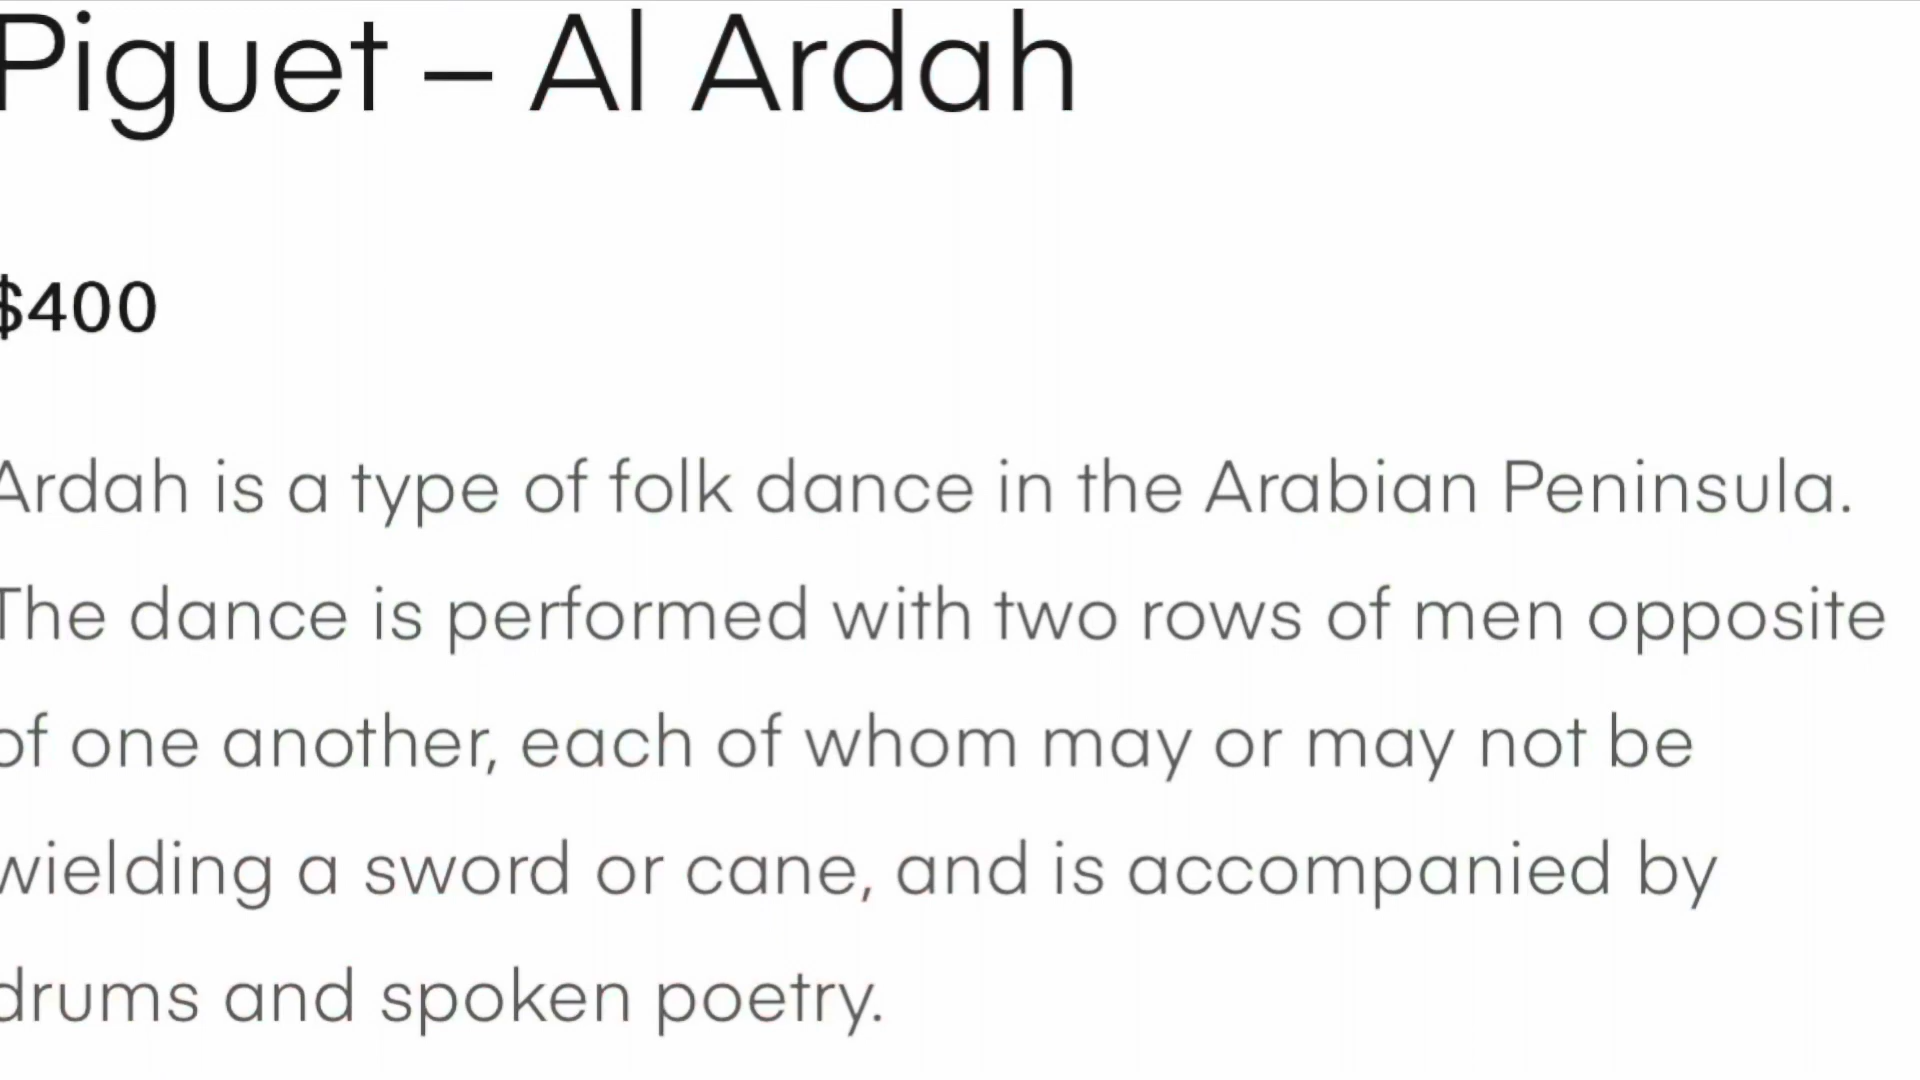 Piguet – Al Ardah
$400
Ardah is a type of folk dance in the Arabian Peninsula.
The dance is performed with two rows of men opposite
of one another, each of whom may or may not be
wielding a sword or cane, and is accompanied by
drums and spoken poetry.